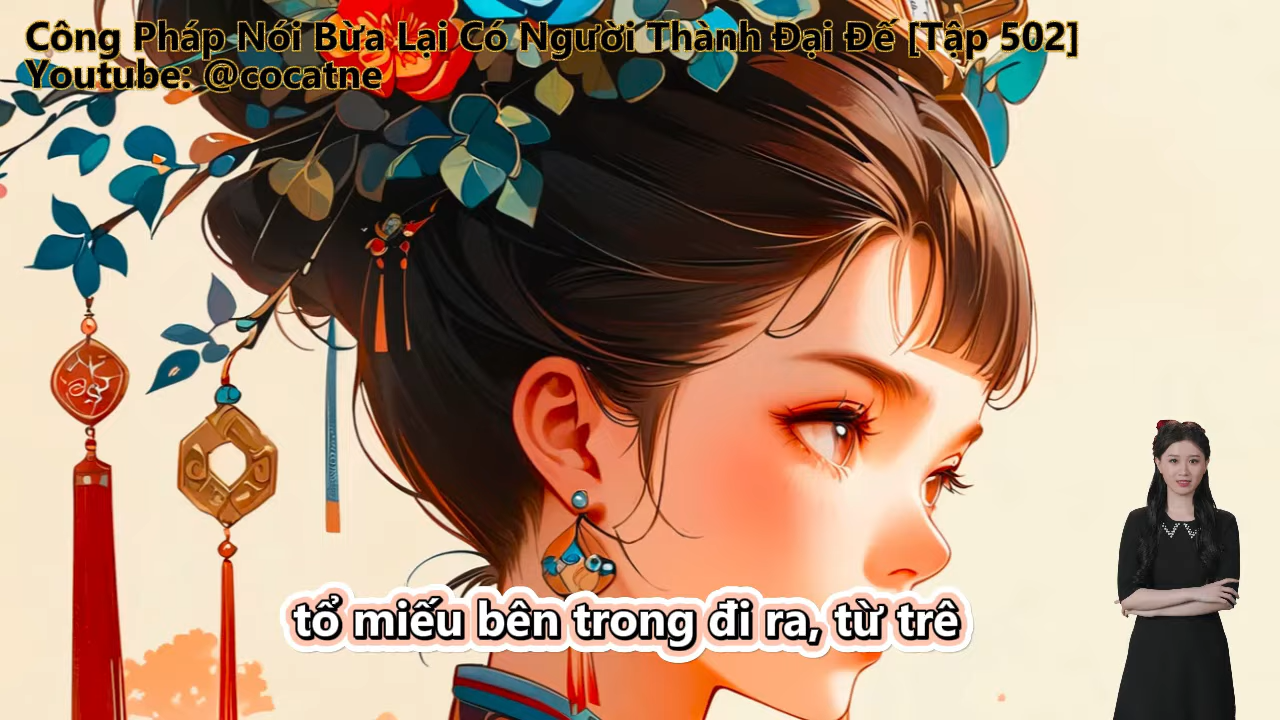 Công Pháp Nói Bừa Lại Có Người Thành Đại Đế [Tập 502]
Youtube: @cocatne
tổ miếu bên trong đi ra, từ trê